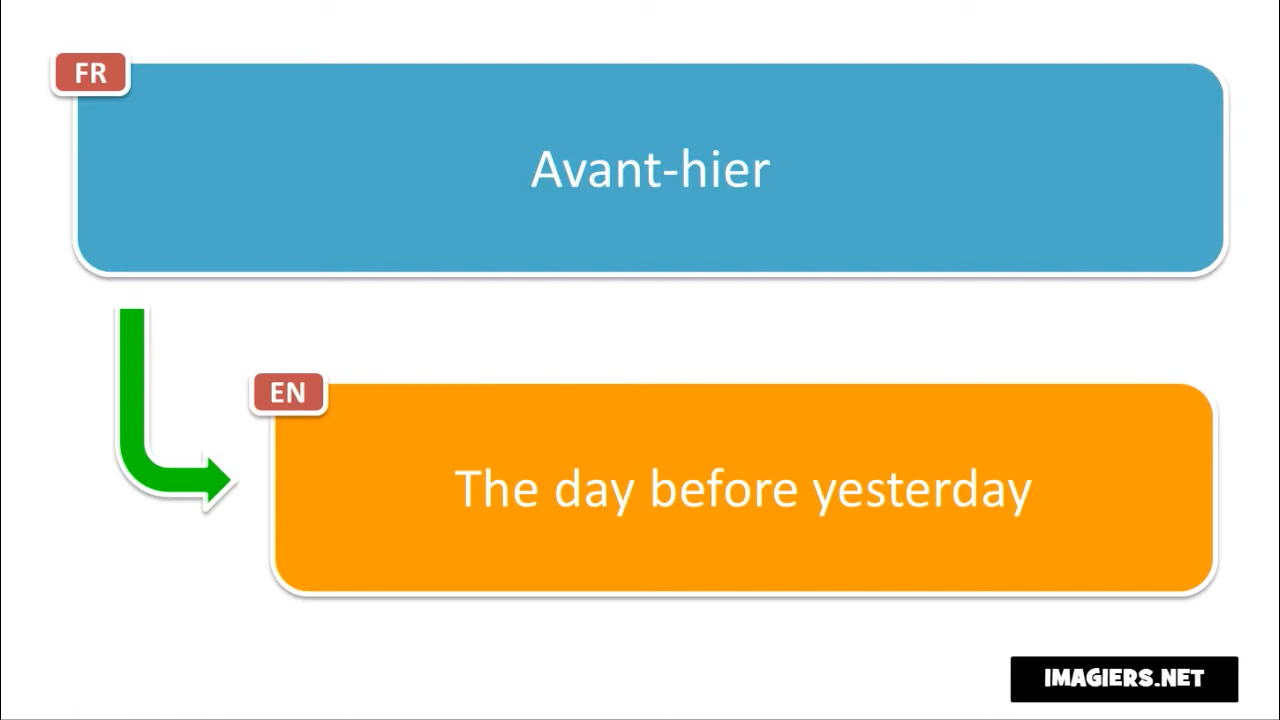 FR
Avant-hier
EN
The day before yesterday
IMAGIERS.NET